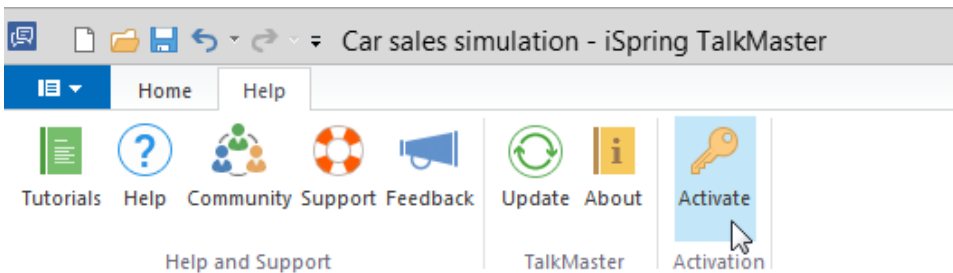 Car sales simulation - iSpring TalkMaster
Home Help
Tutorials Help Community Support Feedback Update About Activate
Help and Support TalkMaster Activation